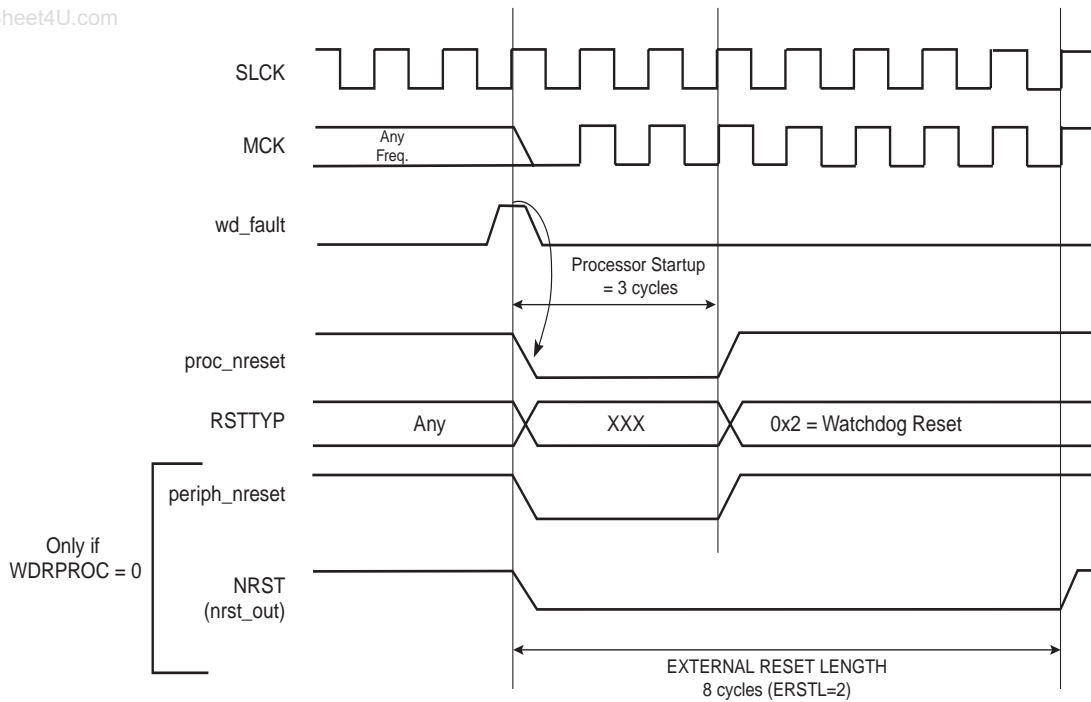 heet4U.com
SLCK
MCK
Any
Freq.
wd_fault
Processor Startup
= 3 cycles
proc_nreset
RSTTYP
Any
XXX
0x2 = Watchdog Reset
periph_nreset
Only if
WDRPROC = 0
NRST
(nrst_out)
EXTERNAL RESET LENGTH
8 cycles (ERSTL=2)